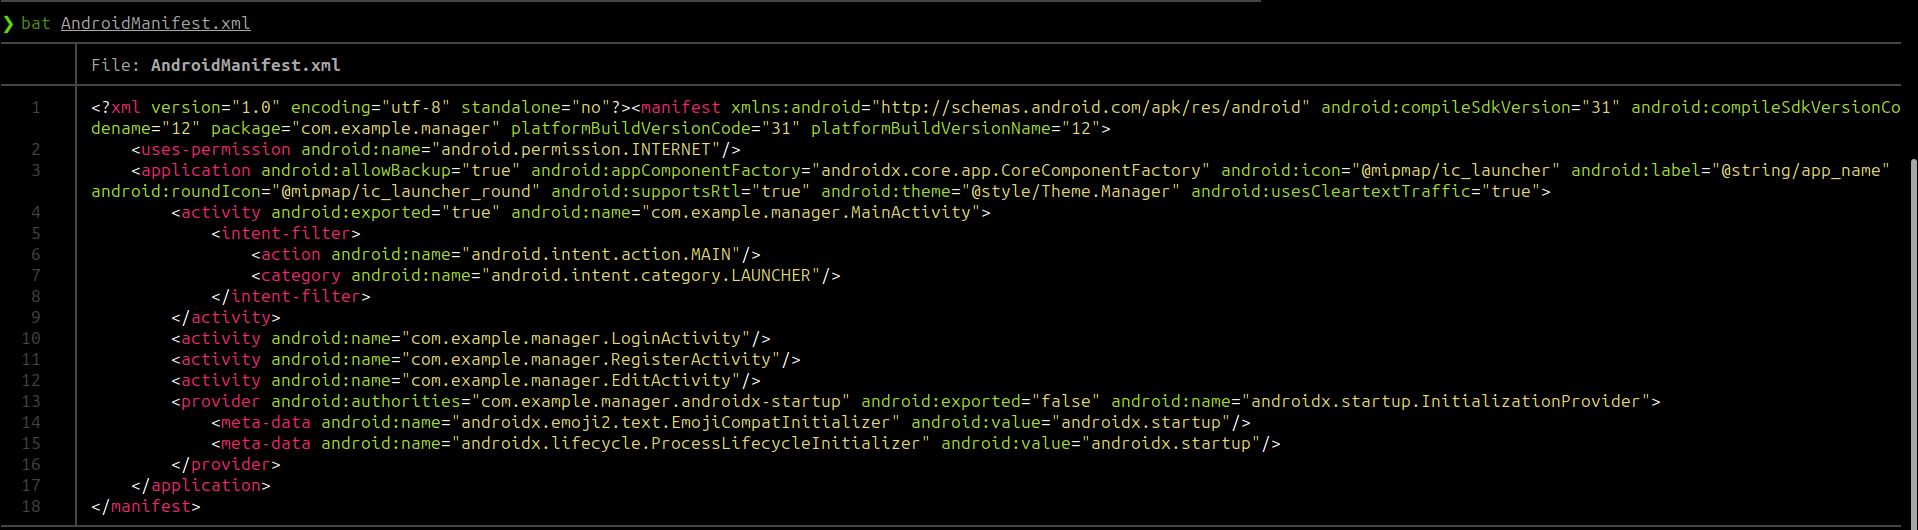 ❯ bat AndroidManifest.xml
File: AndroidManifest.xml
1 <?xml version="1.0" encoding="utf-8" standalone="no"?><manifest xmlns:android="http://schemas.android.com/apk/res/android" android:compileSdkVersion="31" android:compileSdkVersionCo
dename="12" package="com.example.manager" platformBuildVersionCode="31" platformBuildVersionName="12">
2     <uses-permission android:name="android.permission.INTERNET"/>
3     <application android:allowBackup="true" android:appComponentFactory="androidx.core.app.CoreComponentFactory" android:icon="@mipmap/ic_launcher" android:label="@string/app_name"
android:roundIcon="@mipmap/ic_launcher_round" android:supportsRtl="true" android:theme="@style/Theme.Manager" android:usesCleartextTraffic="true">
4         <activity android:exported="true" android:name="com.example.manager.MainActivity">
5             <intent-filter>
6                 <action android:name="android.intent.action.MAIN"/>
7                 <category android:name="android.intent.category.LAUNCHER"/>
8             </intent-filter>
9         </activity>
10         <activity android:name="com.example.manager.LoginActivity"/>
11         <activity android:name="com.example.manager.RegisterActivity"/>
12         <activity android:name="com.example.manager.EditActivity"/>
13         <provider android:authorities="com.example.manager.androidx-startup" android:exported="false" android:name="androidx.startup.InitializationProvider">
14             <meta-data android:name="androidx.emoji2.text.EmojiCompatInitializer" android:value="androidx.startup"/>
15             <meta-data android:name="androidx.lifecycle.ProcessLifecycleInitializer" android:value="androidx.startup"/>
16         </provider>
17     </application>
18 </manifest>